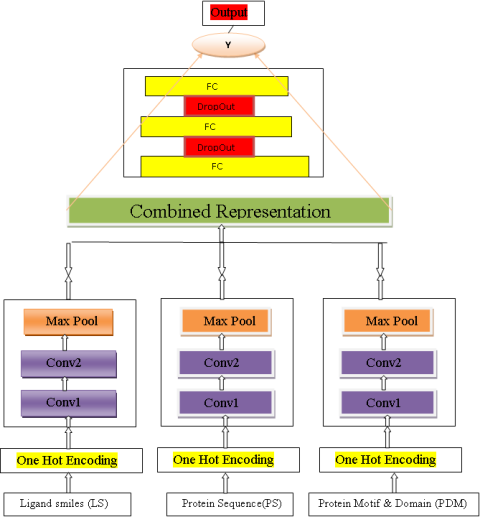 Output
Y
FC
DropOut
FC
DropOut
FC
Combined Representation
Max Pool
Max Pool
Max Pool
Conv2
Conv2
Conv2
Conv1
Conv1
Conv1
One Hot Encoding
One Hot Encoding
One Hot Encoding
Ligand smiles (LS)
Protein Sequence(PS)
Protein Motif & Domain (PDM)